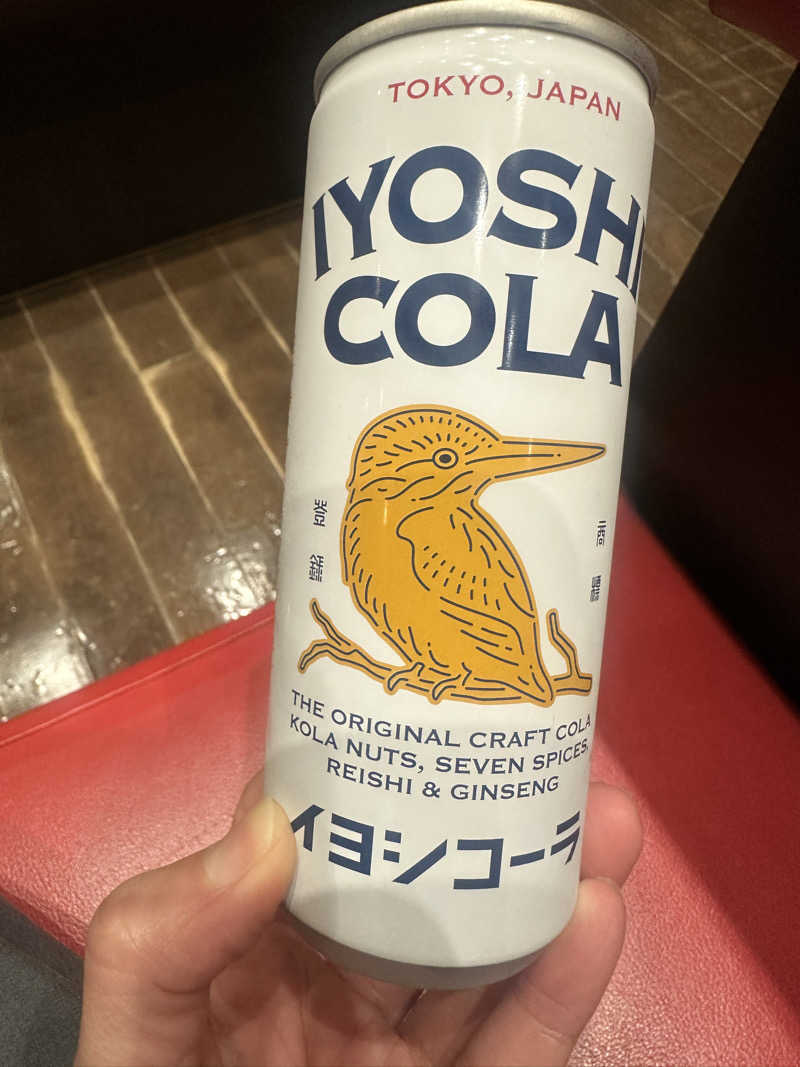 TOKYO, JAPAN
IYOSHI
COLA
THE ORIGINAL CRAFT COLA
KOLA NUTS, SEVEN SPICES,
REISHI & GINSENG
イヨシコーラ